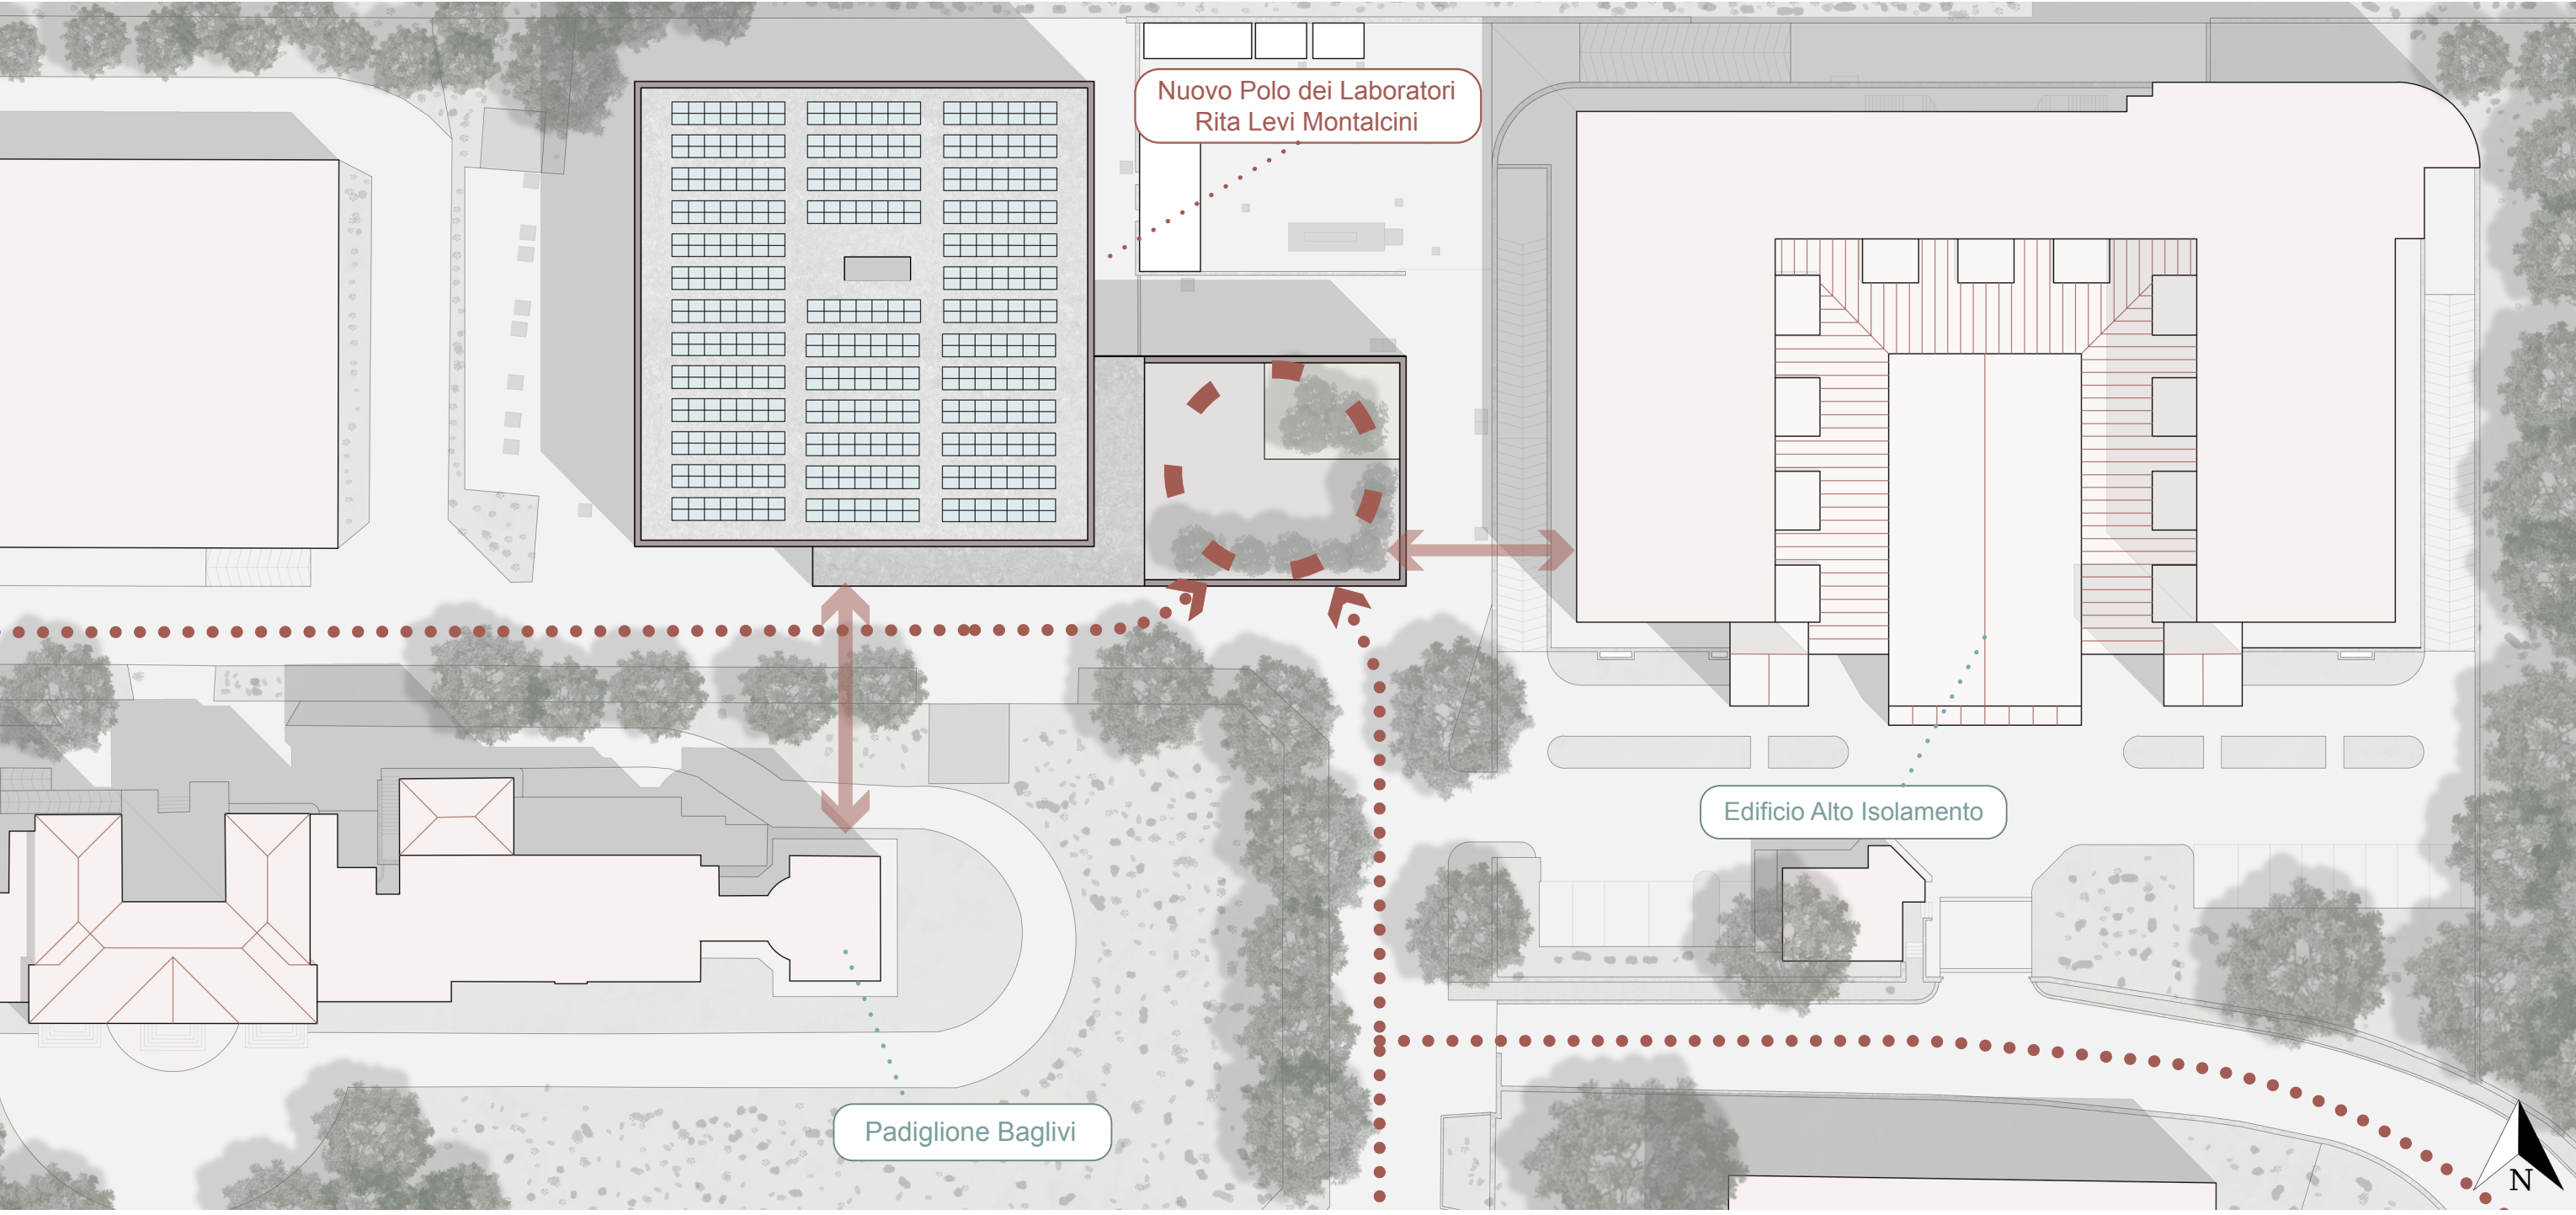 Nuovo Polo dei Laboratori
Rita Levi Montalcini
Edificio Alto Isolamento
Padiglione Baglivi
N